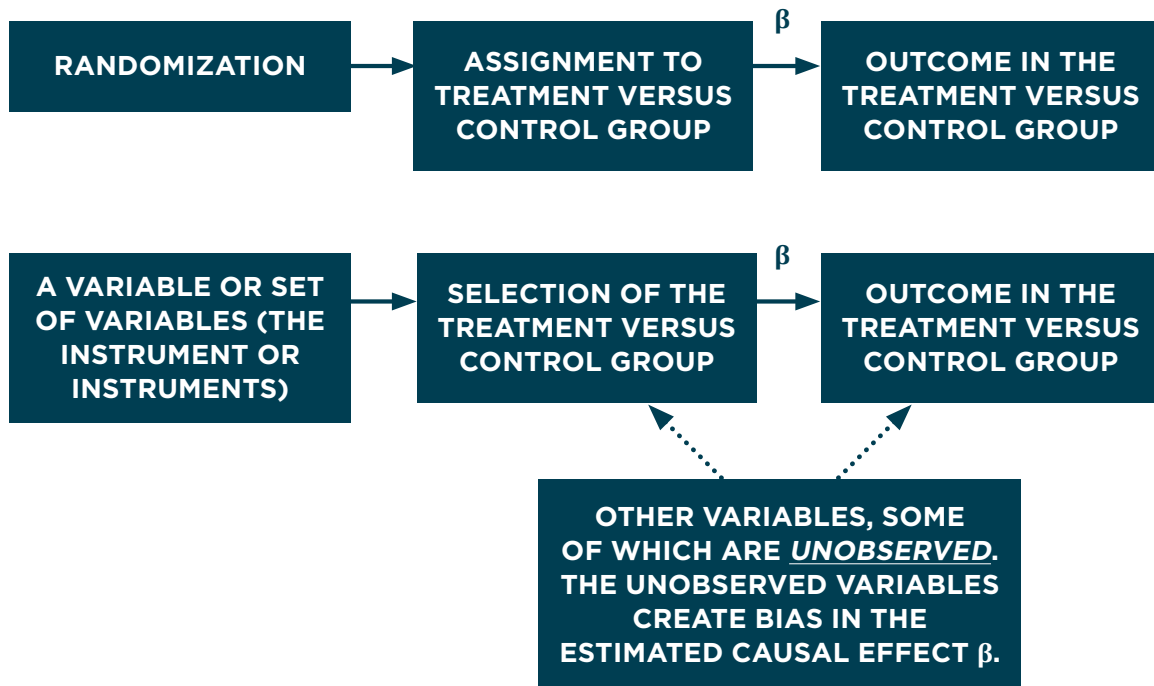 RANDOMIZATION
ASSIGNMENT TO
TREATMENT VERSUS
CONTROL GROUP
β
OUTCOME IN THE
TREATMENT VERSUS
CONTROL GROUP
A VARIABLE OR SET
OF VARIABLES (THE
INSTRUMENT OR
INSTRUMENTS)
SELECTION OF THE
TREATMENT VERSUS
CONTROL GROUP
β
OUTCOME IN THE
TREATMENT VERSUS
CONTROL GROUP
OTHER VARIABLES, SOME
OF WHICH ARE UNOBSERVED.
THE UNOBSERVED VARIABLES
CREATE BIAS IN THE
ESTIMATED CAUSAL EFFECT β.